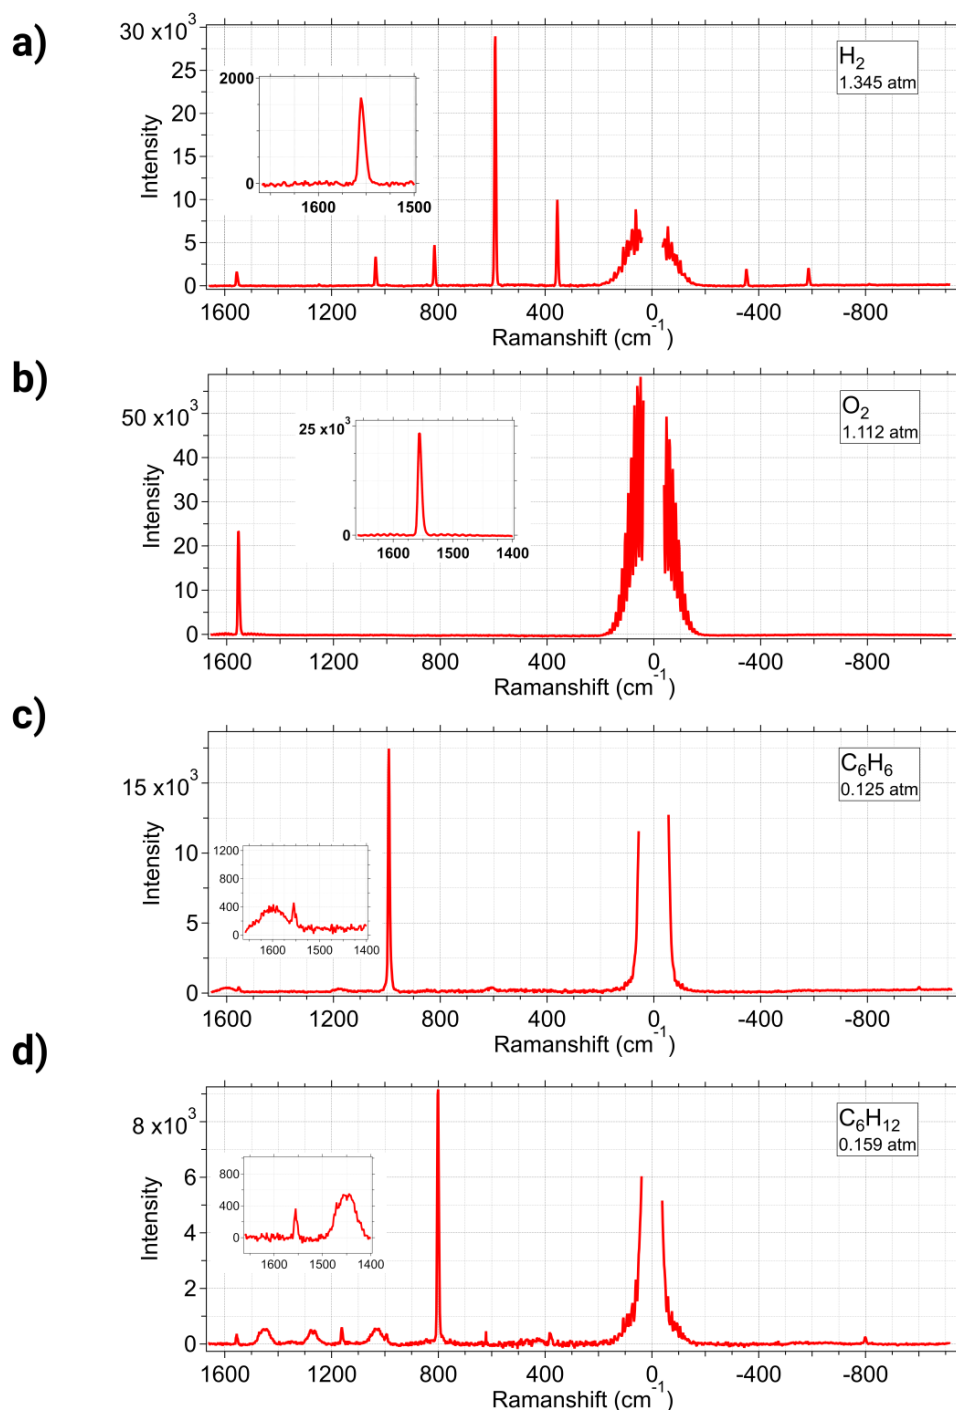 a)
30 x10³
25
20
15
10
5
0
Intensity
2000
0
1600
1500
H₂
1.345 atm
1600
1200
800
400
0
-400
-800
Ramanshift (cm⁻¹)
b)
50 x10³
40
30
20
10
0
Intensity
25 x10³
0
1600
1500
1400
O₂
1.112 atm
1600
1200
800
400
0
-400
-800
Ramanshift (cm⁻¹)
c)
15 x10³
10
5
0
Intensity
1200
800
400
0
1600
1500
1400
C₆H₆
0.125 atm
1600
1200
800
400
0
-400
-800
Ramanshift (cm⁻¹)
d)
8 x10³
6
4
2
0
Intensity
800
400
0
1600
1500
1400
C₆H₁₂
0.159 atm
1600
1200
800
400
0
-400
-800
Ramanshift (cm⁻¹)